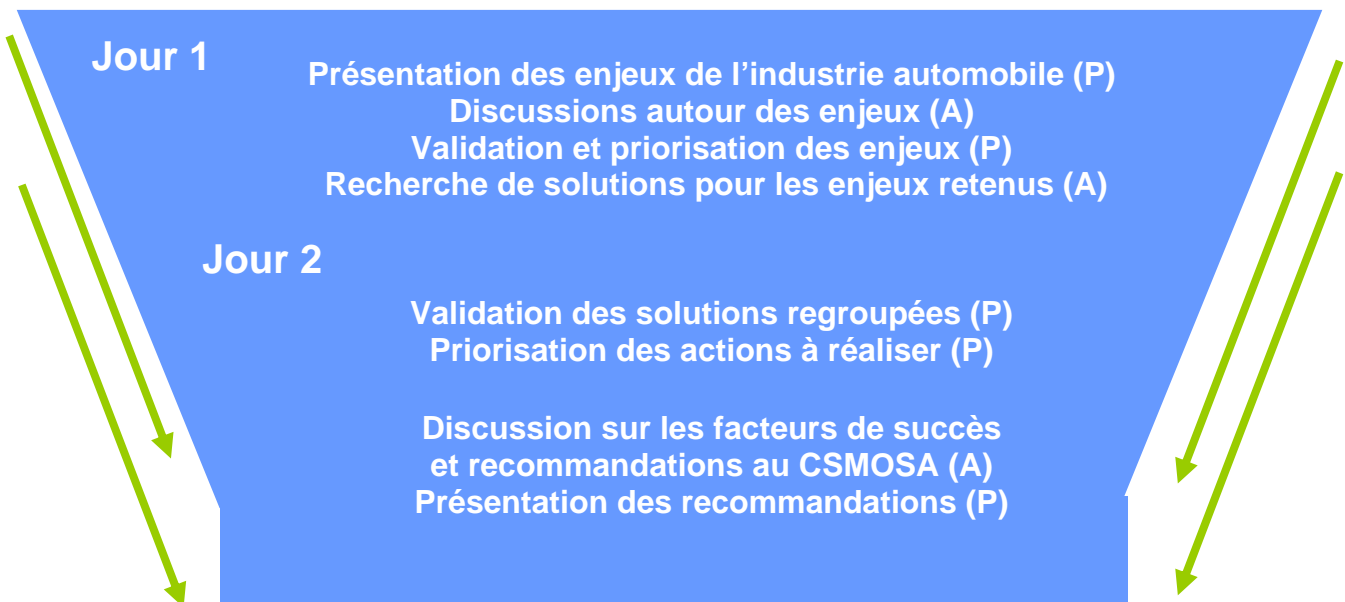 Jour 1
Présentation des enjeux de l’industrie automobile (P)
Discussions autour des enjeux (A)
Validation et priorisation des enjeux (P)
Recherche de solutions pour les enjeux retenus (A)
Jour 2
Validation des solutions regroupées (P)
Priorisation des actions à réaliser (P)
Discussion sur les facteurs de succès
et recommandations au CSMOSA (A)
Présentation des recommandations (P)